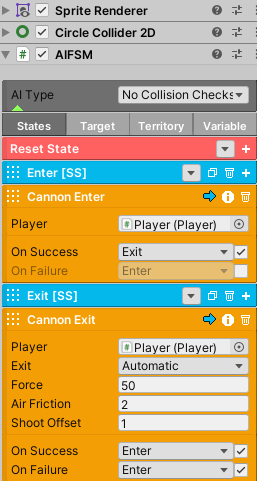 Sprite Renderer
Circle Collider 2D
# AIFSM
AI Type No Collision Checks
States Target Territory Variable
Reset State
Enter [SS]
Cannon Enter
Player # Player (Player)
On Success Exit
On Failure Enter
Exit [SS]
Cannon Exit
Player # Player (Player)
Exit Automatic
Force 50
Air Friction 2
Shoot Offset 1
On Success Enter
On Failure Enter